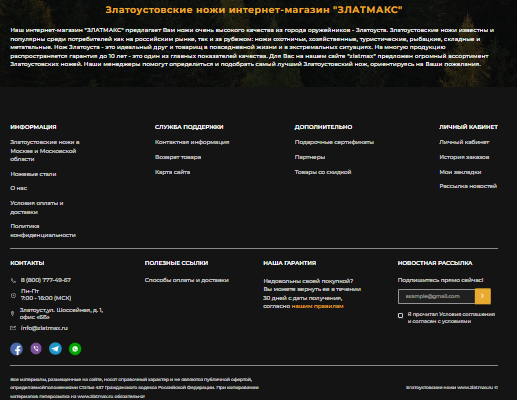 Златоустовские ножи интернет-магазин "ЗЛАТМАКС"
Наш интернет-магазин "ЗЛАТМАКС" предлагает Вам ножи очень высокого качества из города оружейников - Златоуста. Златоустовские ножи известны и
популярны среди потребителей как на российском рынке, так и за рубежом: ножи охотничьи, хозяйственные, туристические, рыбацкие, складные и
метательные. Нож Златоуста - это идеальный друг и товарищ в повседневной жизни и в экстремальных ситуациях. На многую продукцию
распространяется гарантия до 10 лет - это один из главных показателей качества. Для Вас на нашем сайте "zlatmax" предложен огромный ассортимент
Златоустовских ножей. Наши менеджеры помогут определиться и подобрать самый лучший Златоустовский нож, ориентируясь на Ваши пожелания.
ИНФОРМАЦИЯ
Златоустовские ножи в
Москве и Московской
области
Ножевые стали
О нас
Условия оплаты и
доставки
Политика
конфиденциальности
СЛУЖБА ПОДДЕРЖКИ
Контактная информация
Возврат товара
Карта сайта
ДОПОЛНИТЕЛЬНО
Подарочные сертификаты
Партнеры
Товары со скидкой
ЛИЧНЫЙ КАБИНЕТ
Личный кабинет
История заказов
Мои закладки
Рассылка новостей
КОНТАКТЫ
8 (800) 777-49-67
Пн-Пт
7:00 - 16:00 (МСК)
Златоуст,ул. Шоссейная, д. 1,
офис «6Б»
info@zlatmax.ru
ПОЛЕЗНЫЕ ССЫЛКИ
Способы оплаты и доставки
НАША ГАРАНТИЯ
Недовольны своей покупкой?
Вы можете вернуть ее в течении
30 дней с даты получения,
согласно нашим правилам
НОВОСТНАЯ РАССЫЛКА
Подпишитесь прямо сейчас!
example@gmail.com
Я прочитал Условия соглашения
и согласен с условиями
Все материалы, размещенные на сайте, носят справочный характер и не являются публичной офертой,
определяемойположениями Статьи 437 Гражданского кодекса Российской Федерации. При копировании
материалов гиперссылка на www.zlatmax.ru обязательна!
Златоустовские ножи www.zlatmax.ru ©